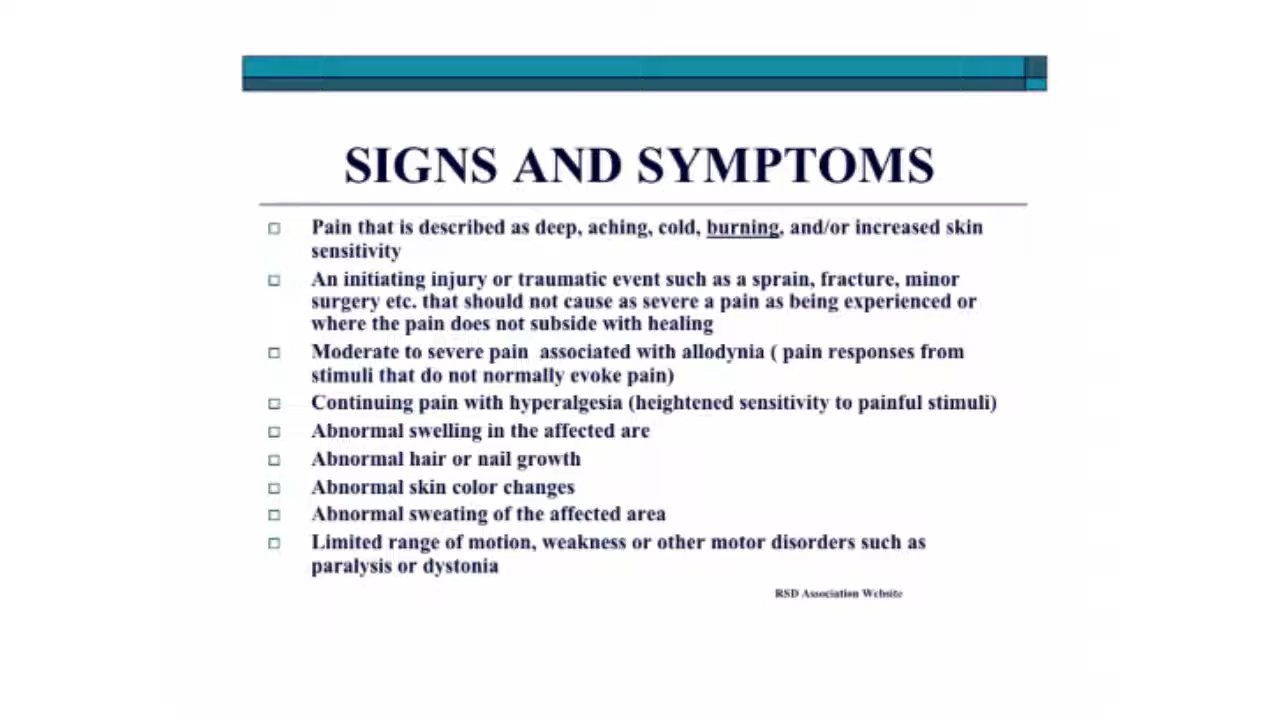 SIGNS AND SYMPTOMS
Pain that is described as deep, aching, cold, burning, and/or increased skin
sensitivity
An initiating injury or traumatic event such as a sprain, fracture, minor
surgery etc. that should not cause as severe a pain as being experienced or
where the pain does not subside with healing
Moderate to severe pain associated with allodynia ( pain responses from
stimuli that do not normally evoke pain)
Continuing pain with hyperalgesia (heightened sensitivity to painful stimuli)
Abnormal swelling in the affected are
Abnormal hair or nail growth
Abnormal skin color changes
Abnormal sweating of the affected area
Limited range of motion, weakness or other motor disorders such as
paralysis or dystonia
RSD Association Website